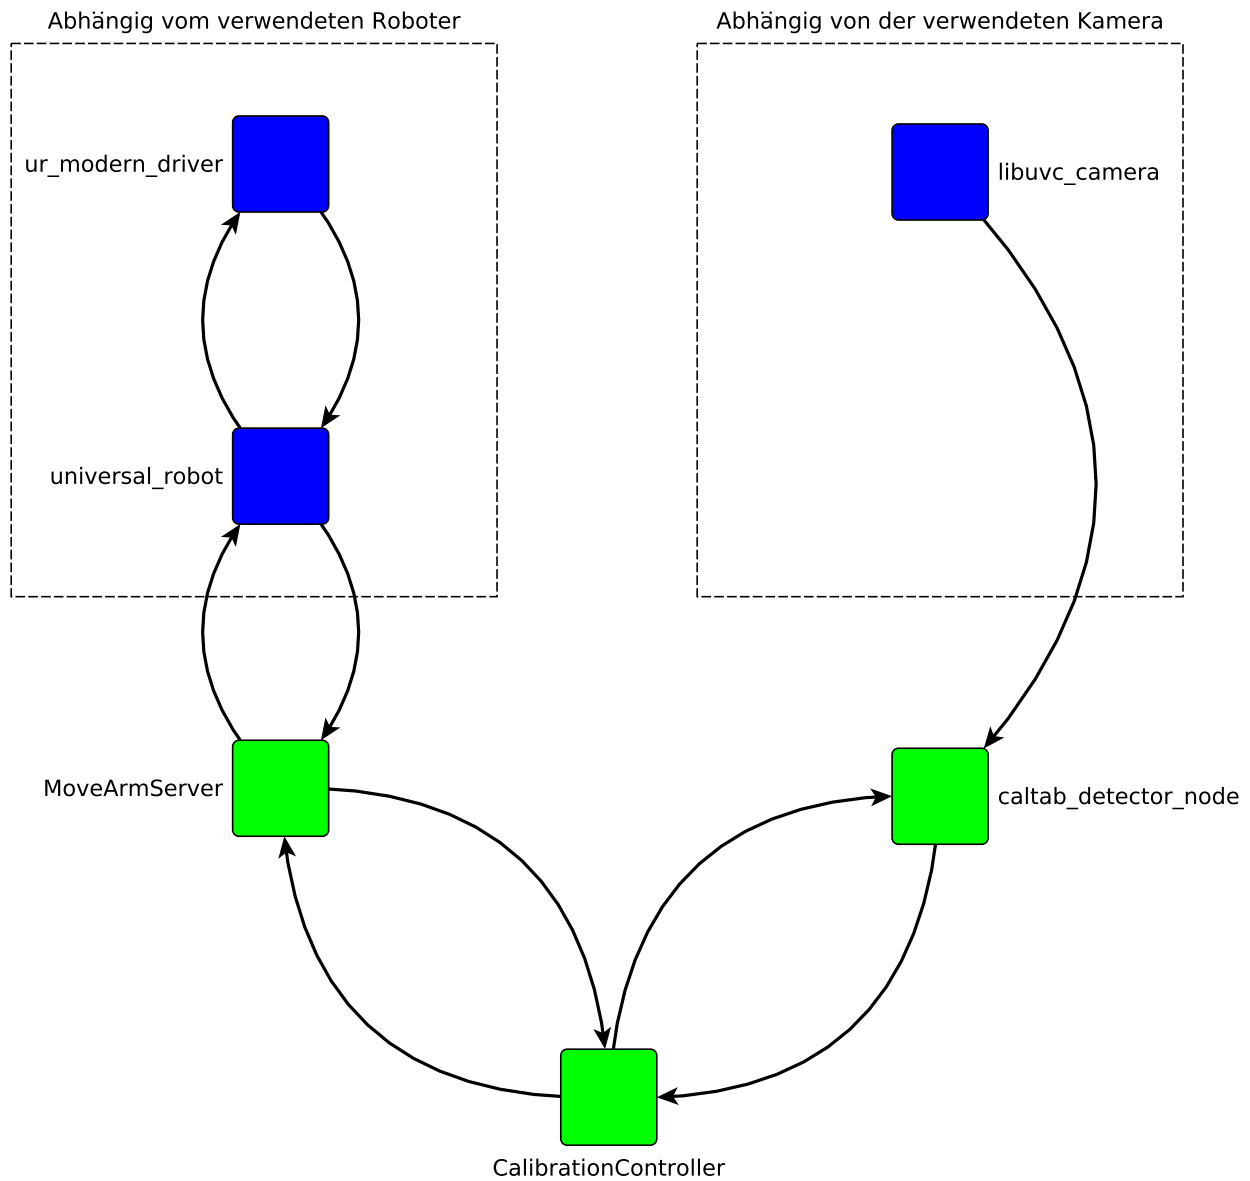 Abhängig vom verwendeten Roboter
Abhängig von der verwendeten Kamera
ur_modern_driver
libuvc_camera
universal_robot
MoveArmServer
caltab_detector_node
CalibrationController